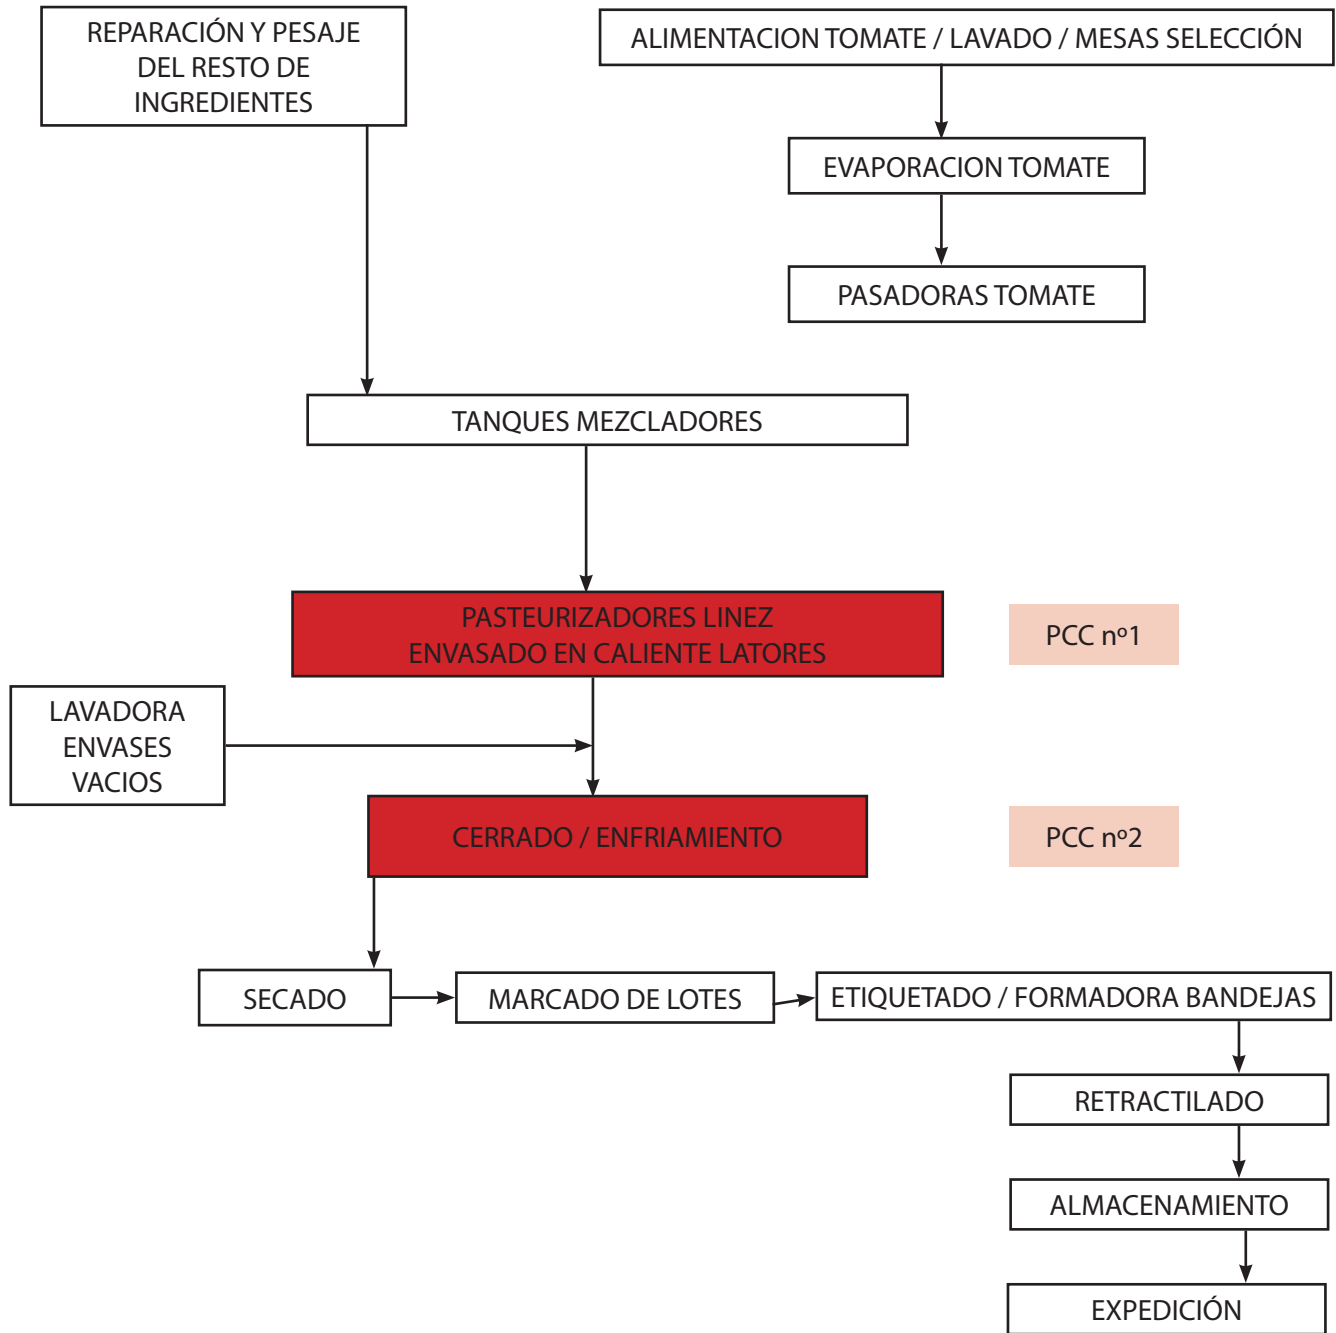 REPARACIÓN Y PESAJE
DEL RESTO DE
INGREDIENTES
ALIMENTACION TOMATE / LAVADO / MESAS SELECCIÓN
EVAPORACION TOMATE
PASADORAS TOMATE
TANQUES MEZCLADORES
PASTEURIZADORES LINEZ
ENVASADO EN CALIENTE LATORES
PCC nº1
LAVADORA
ENVASES
VACIOS
CERRADO / ENFRIAMIENTO
PCC nº2
SECADO
MARCADO DE LOTES
ETIQUETADO / FORMADORA BANDEJAS
RETRACTILADO
ALMACENAMIENTO
EXPEDICIÓN